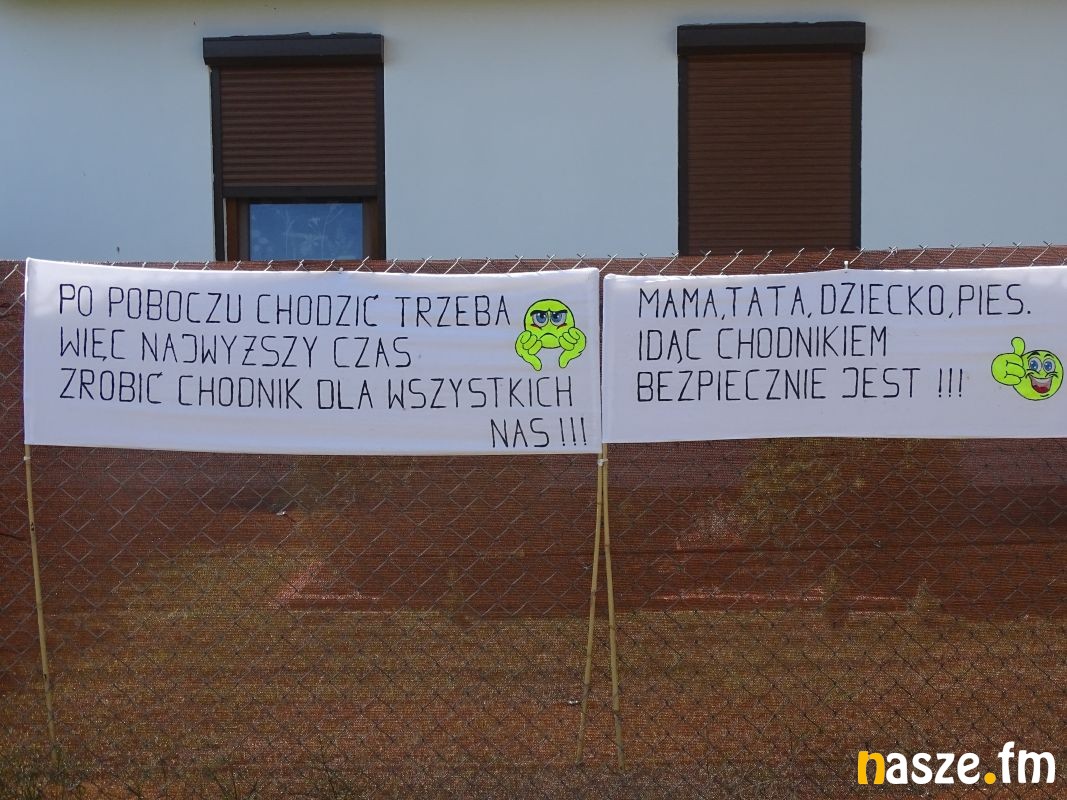 PO POBOCZU CHODZIĆ TRZEBA
WIĘC NAJWYŻSZY CZAS
ZROBIĆ CHODNIK DLA WSZYSTKICH
NAS!!!
MAMA,TATA,DZIECKO,PIES.
IDĄC CHODNIKIEM
BEZPIECZNIE JEST !!!
nasze.fm